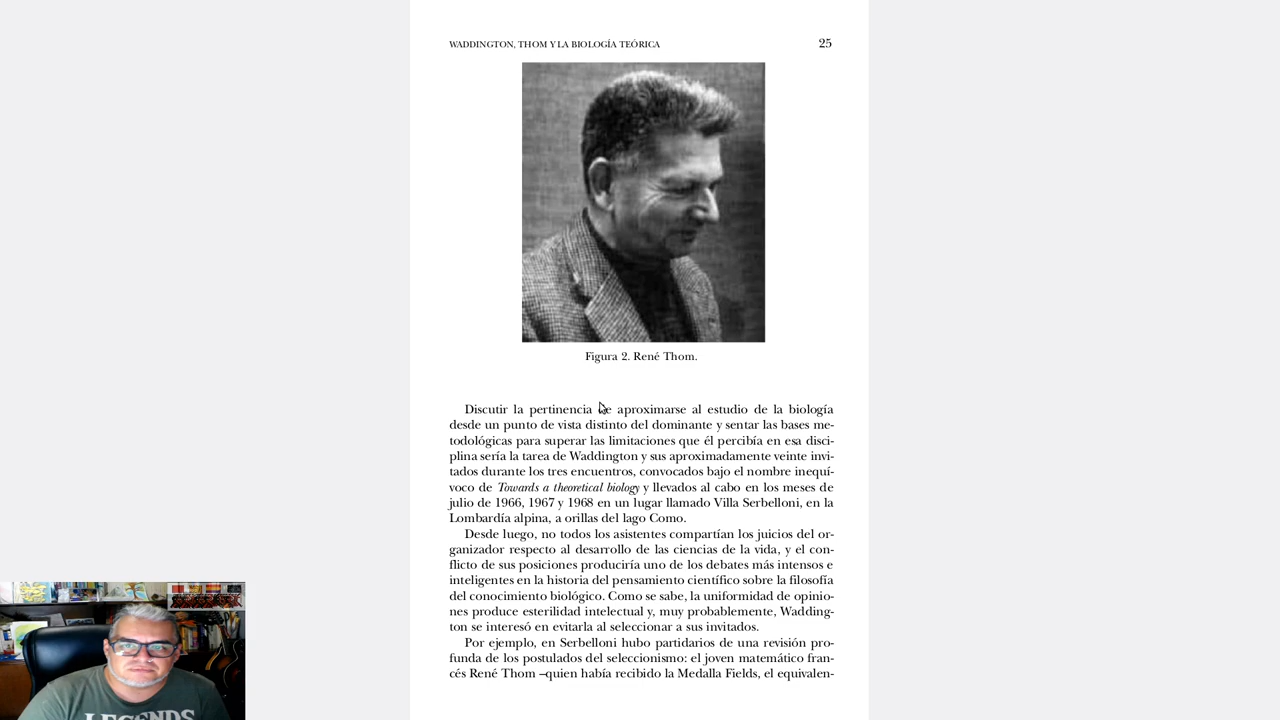 WADDINGTON, THOM Y LA BIOLOGÍA TEÓRICA 25
Figura 2. René Thom.
Discutir la pertinencia de aproximarse al estudio de la biología
desde un punto de vista distinto del dominante y sentar las bases me-
todológicas para superar las limitaciones que él percibía en esa disci-
plina sería la tarea de Waddington y sus aproximadamente veinte invi-
tados durante los tres encuentros, convocados bajo el nombre inequí-
voco de Towards a theoretical biology y llevados al cabo en los meses de
julio de 1966, 1967 y 1968 en un lugar llamado Villa Serbelloni, en la
Lombardía alpina, a orillas del lago Como.
Desde luego, no todos los asistentes compartían los juicios del or-
ganizador respecto al desarrollo de las ciencias de la vida, y el con-
flicto de sus posiciones produciría uno de los debates más intensos e
inteligentes en la historia del pensamiento científico sobre la filosofía
del conocimiento biológico. Como se sabe, la uniformidad de opinio-
nes produce esterilidad intelectual y, muy probablemente, Wadding-
ton se interesó en evitarla al seleccionar a sus invitados.
Por ejemplo, en Serbelloni hubo partidarios de una revisión pro-
funda de los postulados del seleccionismo: el joven matemático fran-
cés René Thom –quien había recibido la Medalla Fields, el equivalen-
LEGENDS